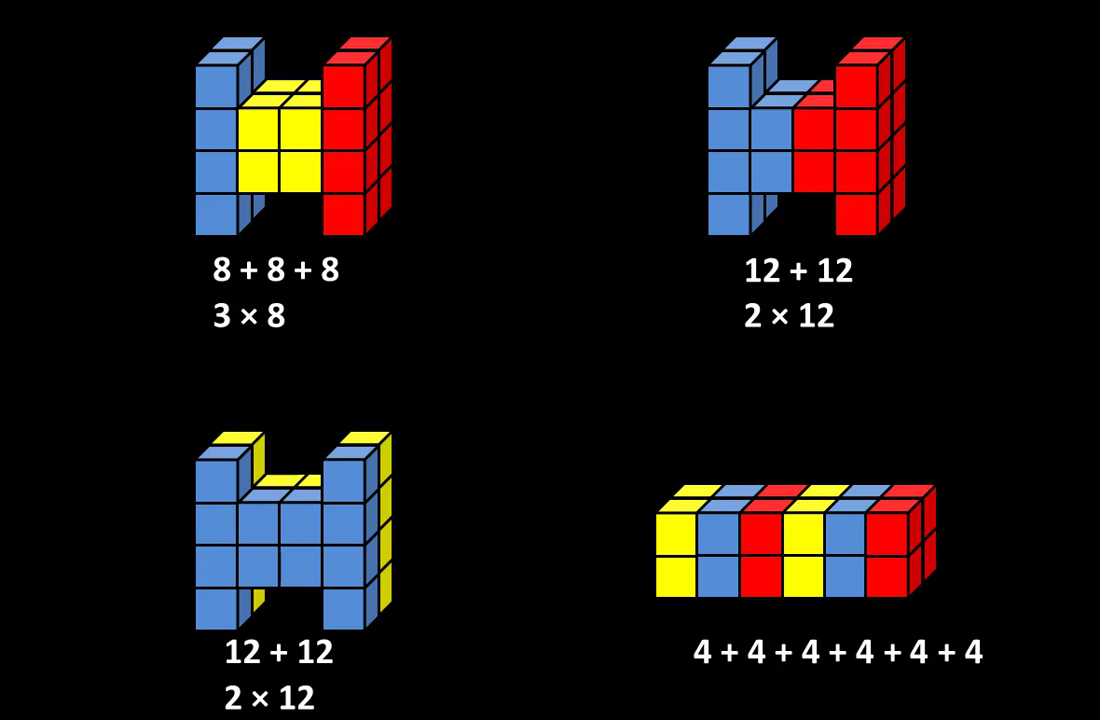 8 + 8 + 8
3 × 8
12 + 12
2 × 12
12 + 12
2 × 12
4 + 4 + 4 + 4 + 4 + 4